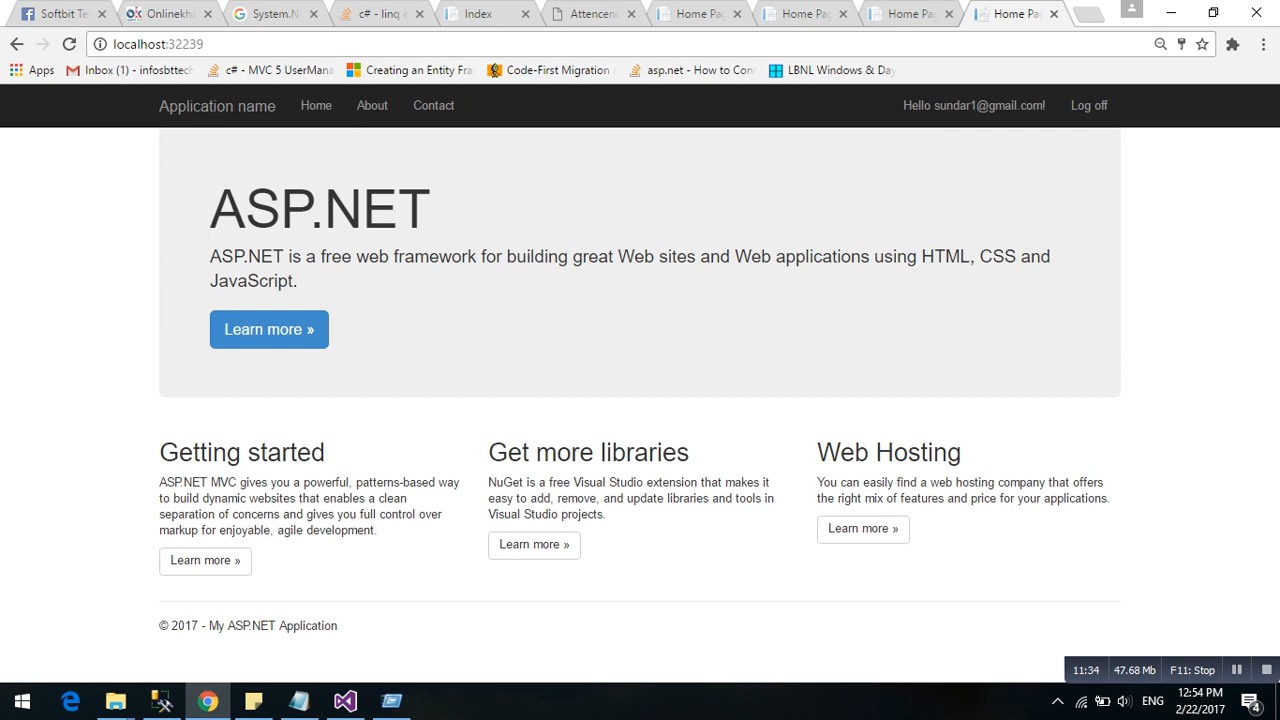 Softbit Te
Onlinekha
System.N
c# - linq e
Index
Attencenc
Home Pag
Home Pa
Home Pag
Home Pag
localhost:32239
Apps
Inbox (1) - infosbttech
c# - MVC 5 UserMana
Creating an Entity Fra
Code-First Migration
asp.net - How to Con
LBNL Windows & Day
Application name
Home
About
Contact
Hello sundar1@gmail.com!
Log off
ASP.NET
ASP.NET is a free web framework for building great Web sites and Web applications using HTML, CSS and
JavaScript.
Learn more »
Getting started
ASP.NET MVC gives you a powerful, patterns-based way
to build dynamic websites that enables a clean
separation of concerns and gives you full control over
markup for enjoyable, agile development.
Learn more »
Get more libraries
NuGet is a free Visual Studio extension that makes it
easy to add, remove, and update libraries and tools in
Visual Studio projects.
Learn more »
Web Hosting
You can easily find a web hosting company that offers
the right mix of features and price for your applications.
Learn more »
© 2017 - My ASP.NET Application
11:34
47.68 MB
F11: Stop
ENG
12:54 PM
2/22/2017
4